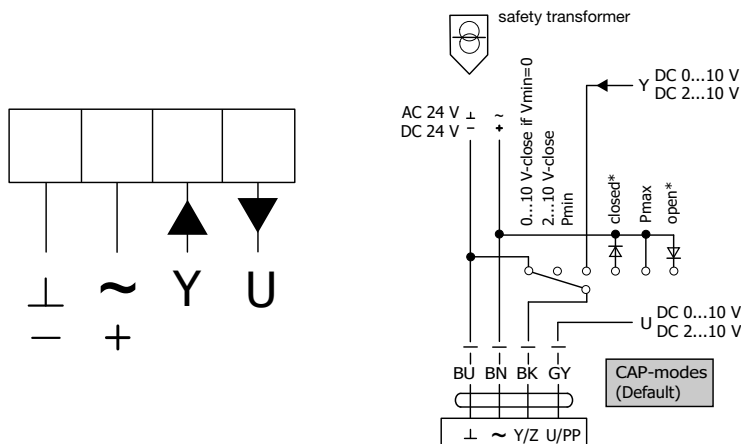 ⊥ ~ Y U
– +
safety transformer
AC 24 V ⊥ ~
DC 24 V – +
0...10 V-close if Vmin=0
2...10 V-close
Pmin
Y DC 0...10 V
DC 2...10 V
closed*
Pmax
open*
U DC 0...10 V
DC 2...10 V
BU BN BK GY
CAP-modes
(Default)
⊥ ~ Y/Z U/PP